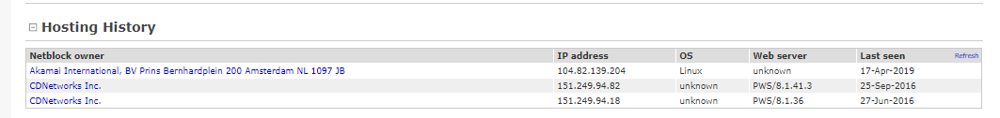 Hosting History
Netblock owner IP address OS Web server Last seen Refresh
Akamai International, BV Prins Bernhardplein 200 Amsterdam NL 1097 JB 104.82.139.204 Linux unknown 17-Apr-2019
CDNetworks Inc. 151.249.94.82 unknown PWS/8.1.41.3 25-Sep-2016
CDNetworks Inc. 151.249.94.18 unknown PWS/8.1.36 27-Jun-2016